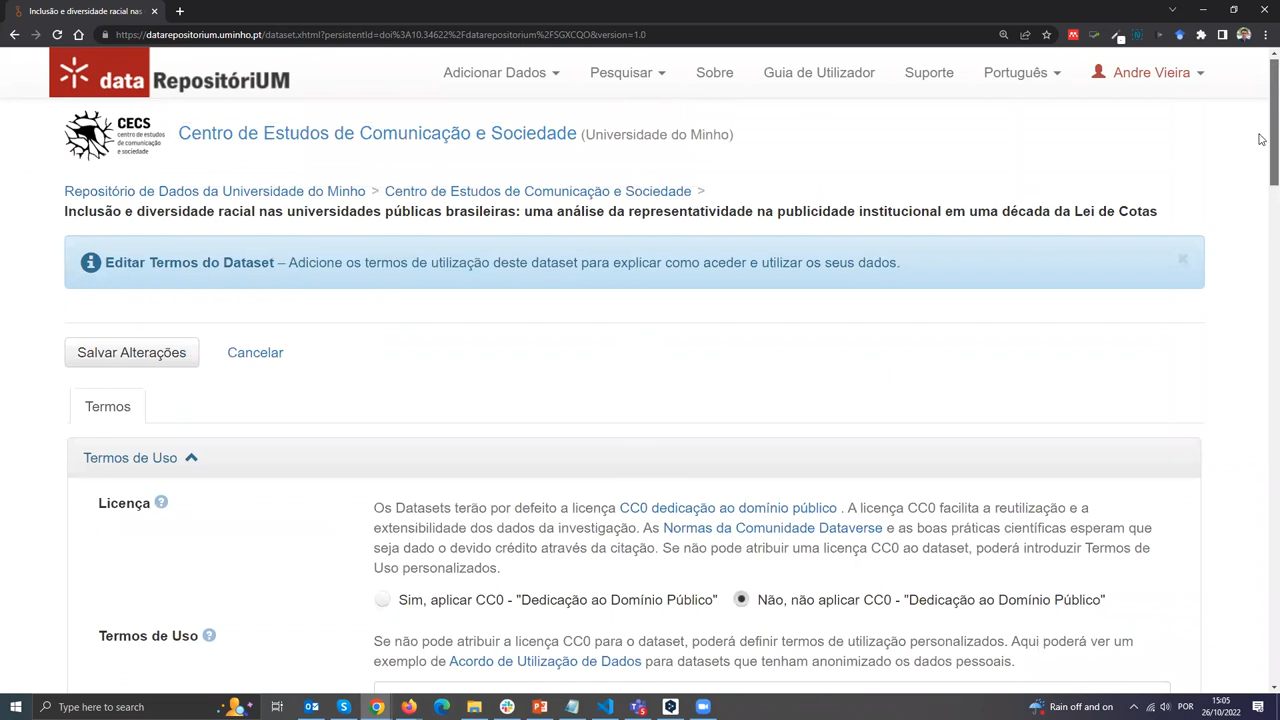 Inclusão e diversidade racial nas
https://datarepositorium.uminho.pt/dataset.xhtml?persistentId=doi%3A10.34622%2Fdatarepositorium%2FSGXCQO&version=1.0
data RepositóriUM
Adicionar Dados
Pesquisar
Sobre
Guia de Utilizador
Suporte
Português
Andre Vieira
CECS
centro de estudos
de comunicação
e sociedade
Centro de Estudos de Comunicação e Sociedade (Universidade do Minho)
Repositório de Dados da Universidade do Minho > Centro de Estudos de Comunicação e Sociedade >
Inclusão e diversidade racial nas universidades públicas brasileiras: uma análise da representatividade na publicidade institucional em uma década da Lei de Cotas
Editar Termos do Dataset – Adicione os termos de utilização deste dataset para explicar como aceder e utilizar os seus dados.
Salvar Alterações
Cancelar
Termos
Termos de Uso
Licença
Os Datasets terão por defeito a licença CC0 dedicação ao domínio público . A licença CC0 facilita a reutilização e a
extensibilidade dos dados da investigação. As Normas da Comunidade Dataverse e as boas práticas científicas esperam que
seja dado o devido crédito através da citação. Se não pode atribuir uma licença CC0 ao dataset, poderá introduzir Termos de
Uso personalizados.
Sim, aplicar CC0 - "Dedicação ao Domínio Público"
Não, não aplicar CC0 - "Dedicação ao Domínio Público"
Termos de Uso
Se não pode atribuir a licença CC0 para o dataset, poderá definir termos de utilização personalizados. Aqui poderá ver um
exemplo de Acordo de Utilização de Dados para datasets que tenham anonimizado os dados pessoais.
Type here to search
Rain off and on
POR
15:05
26/10/2022